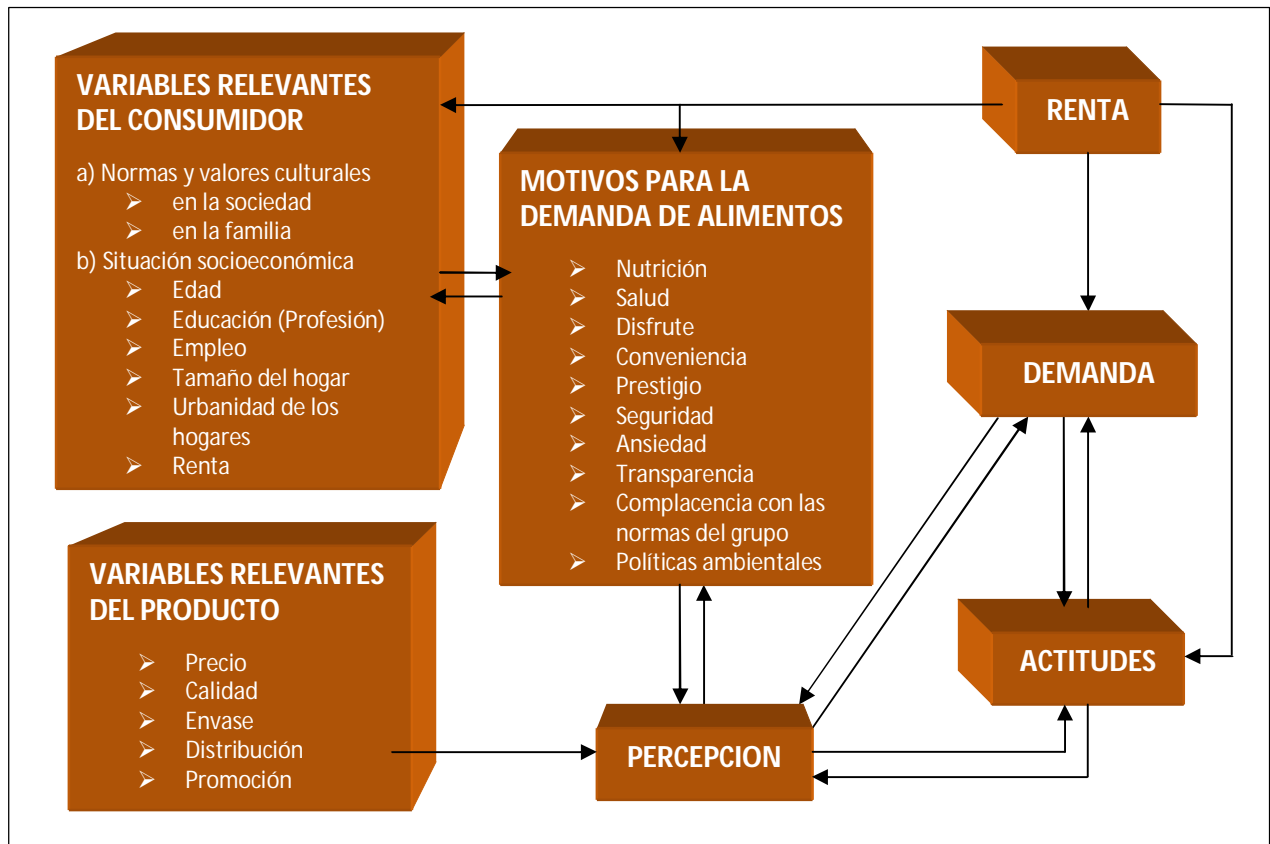 VARIABLES RELEVANTES
DEL CONSUMIDOR
a) Normas y valores culturales
➢ en la sociedad
➢ en la familia
b) Situación socioeconómica
➢ Edad
➢ Educación (Profesión)
➢ Empleo
➢ Tamaño del hogar
➢ Urbanidad de los
hogares
➢ Renta
VARIABLES RELEVANTES
DEL PRODUCTO
➢ Precio
➢ Calidad
➢ Envase
➢ Distribución
➢ Promoción
MOTIVOS PARA LA
DEMANDA DE ALIMENTOS
➢ Nutrición
➢ Salud
➢ Disfrute
➢ Conveniencia
➢ Prestigio
➢ Seguridad
➢ Ansiedad
➢ Transparencia
➢ Complacencia con las
normas del grupo
➢ Políticas ambientales
PERCEPCION
RENTA
DEMANDA
ACTITUDES